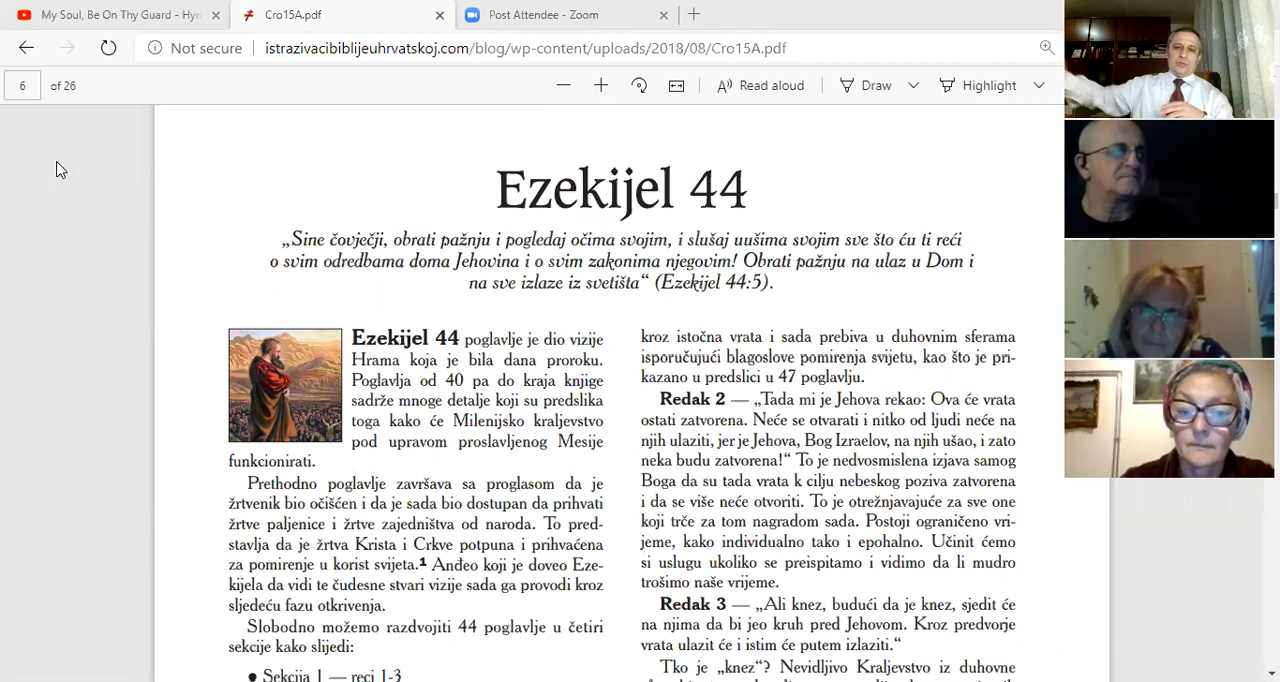 My Soul, Be On Thy Guard - Hyn
Cro15A.pdf
Post Attendee - Zoom
Not secure
istrazivacibiblijeuhrvatskoj.com/blog/wp-content/uploads/2018/08/Cro15A.pdf
6 of 26
Read aloud
Draw
Highlight
Ezekijel 44
„Sine čovječji, obrati pažnju i pogledaj očima svojim, i slušaj uušima svojim sve što ću ti reći
o svim odredbama doma Jehovina i o svim zakonima njegovim! Obrati pažnju na ulaz u Dom i
na sve izlaze iz svetišta“ (Ezekijel 44:5).
Ezekijel 44 poglavlje je dio vizije
Hrama koja je bila dana proroku.
Poglavlja od 40 pa do kraja knjige
sadrže mnoge detalje koji su predslika
toga kako će Milenijsko kraljevstvo
pod upravom proslavljenog Mesije
funkcionirati.
Prethodno poglavlje završava sa proglasom da je
žrtvenik bio očišćen i da je sada bio dostupan da prihvati
žrtve paljenice i žrtve zajedništva od naroda. To pred-
stavlja da je žrtva Krista i Crkve potpuna i prihvaćena
za pomirenje u korist svijeta.1 Anđeo koji je doveo Eze-
kijela da vidi te čudesne stvari vizije sada ga provodi kroz
sljedeću fazu otkrivenja.
Slobodno možemo razdvojiti 44 poglavlje u četiri
sekcije kako slijedi:
● Sekcija 1 — reci 1-3
kroz istočna vrata i sada prebiva u duhovnim sferama
isporučujući blagoslove pomirenja svijetu, kao što je pri-
kazano u predslici u 47 poglavlju.
Redak 2 — „Tada mi je Jehova rekao: Ova će vrata
ostati zatvorena. Neće se otvarati i nitko od ljudi neće na
njih ulaziti, jer je Jehova, Bog Izraelov, na njih ušao, i zato
neka budu zatvorena!“ To je nedvosmislena izjava samog
Boga da su tada vrata k cilju nebeskog poziva zatvorena
i da se više neće otvoriti. To je otrežnjavajuće za sve one
koji trče za tom nagradom sada. Postoji ograničeno vri-
jeme, kako individualno tako i epohalno. Učinit ćemo
si uslugu ukoliko se preispitamo i vidimo da li mudro
trošimo naše vrijeme.
Redak 3 — „Ali knez, budući da je knez, sjedit će
na njima da bi jeo kruh pred Jehovom. Kroz predvorje
vrata ulazit će i istim će putem izlaziti.“
Tko je „knez“? Nevidljivo Kraljevstvo iz duhovne